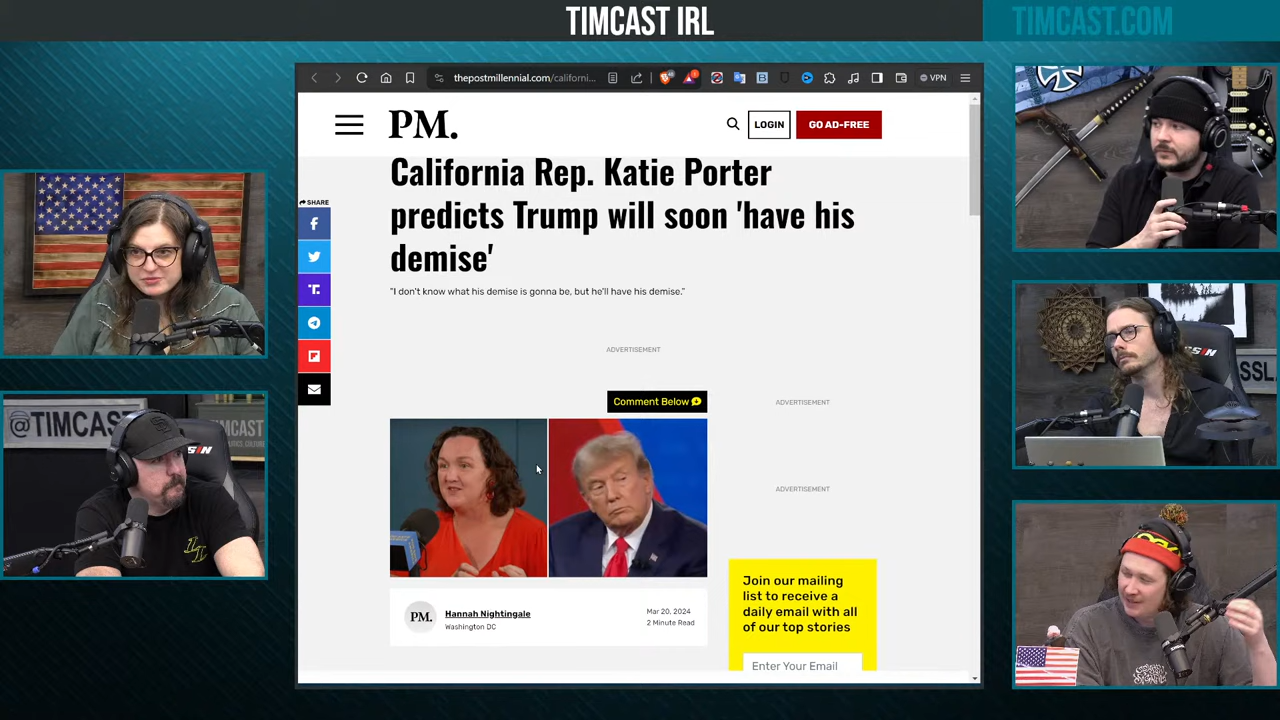 TIMCAST IRL
TIMCAST.COM
thepostmillennial.com/californi...
VPN
PM.
LOGIN
GO AD-FREE
California Rep. Katie Porter
predicts Trump will soon 'have his
demise'
"I don't know what his demise is gonna be, but he'll have his demise."
SHARE
ADVERTISEMENT
Comment Below
ADVERTISEMENT
ADVERTISEMENT
PM.
Hannah Nightingale
Washington DC
Mar 20, 2024
2 Minute Read
Join our mailing
list to receive a
daily email with all
of our top stories
Enter Your Email
@TIMCAST